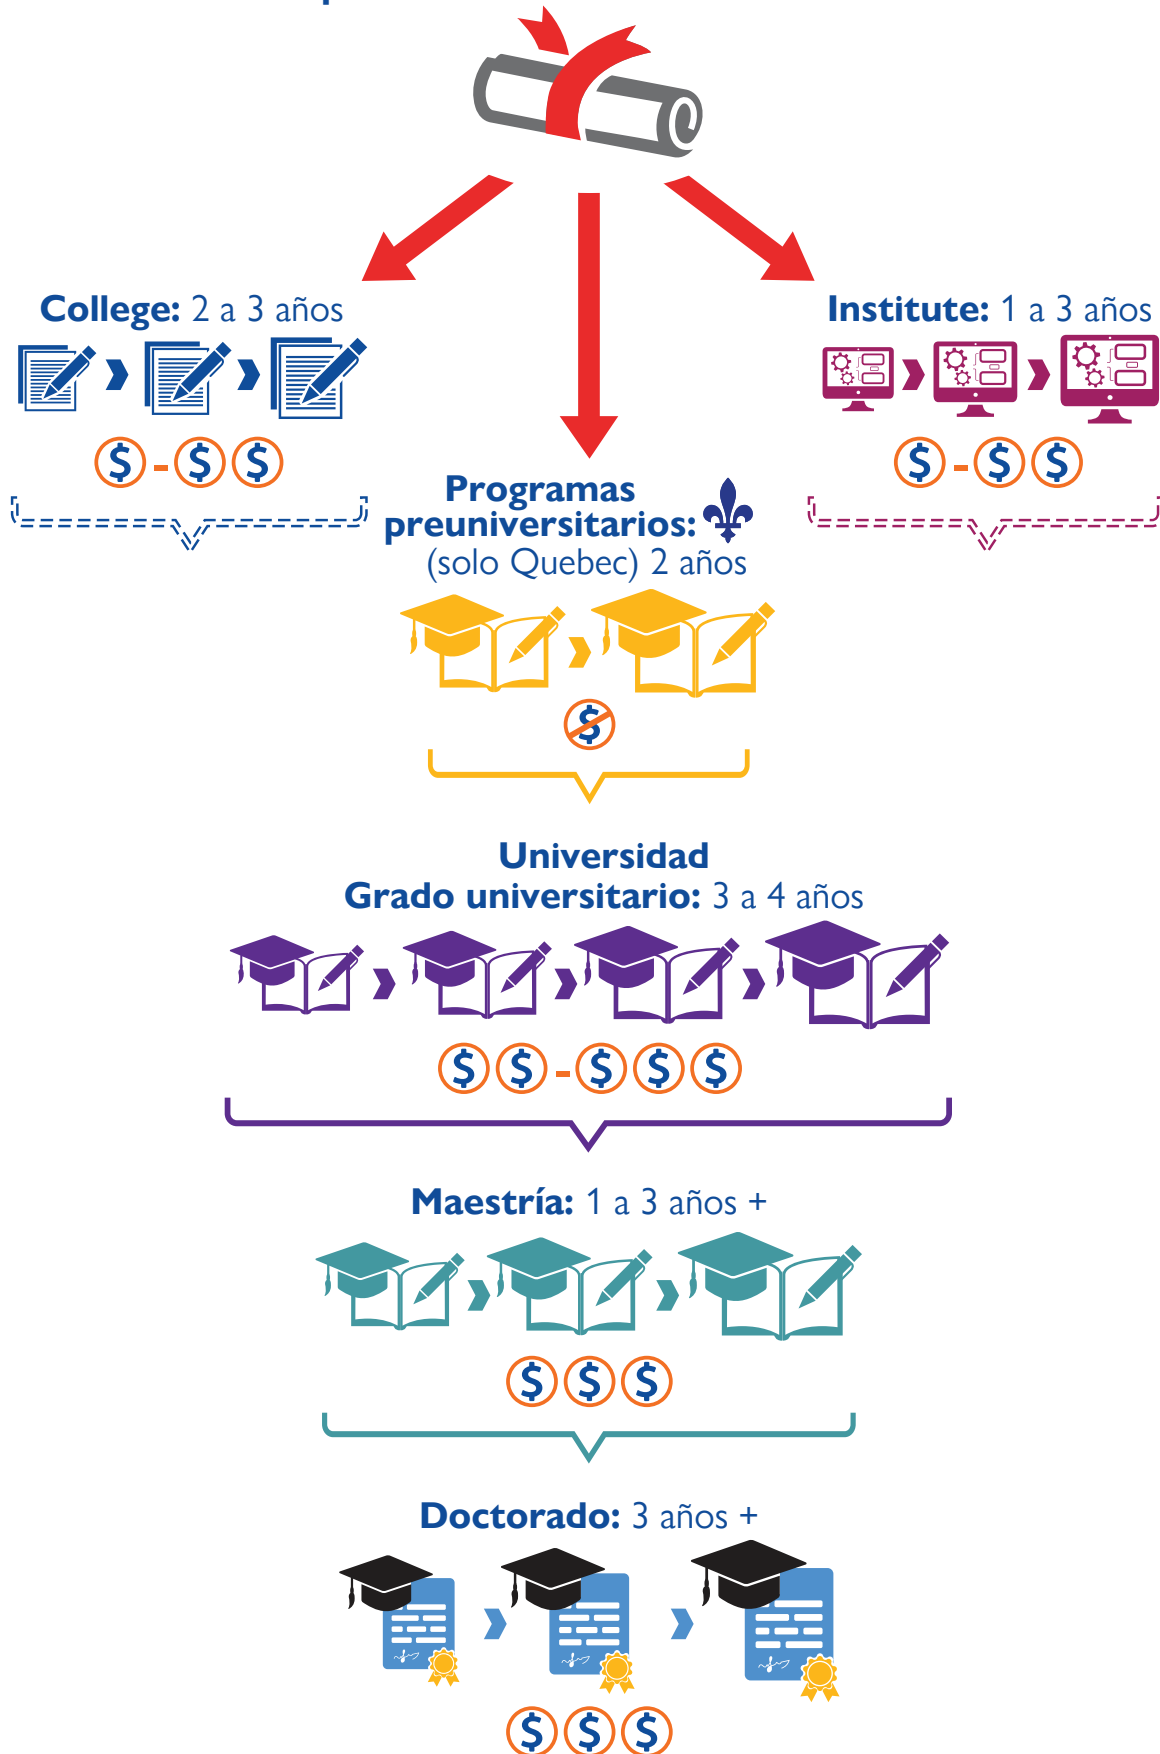 College: 2 a 3 años
Institute: 1 a 3 años
$ - $ $
$ - $ $
Programas
preuniversitarios:
(solo Quebec) 2 años
$
Universidad
Grado universitario: 3 a 4 años
$ $ - $ $ $
Maestría: 1 a 3 años +
$ $ $
Doctorado: 3 años +
$ $ $